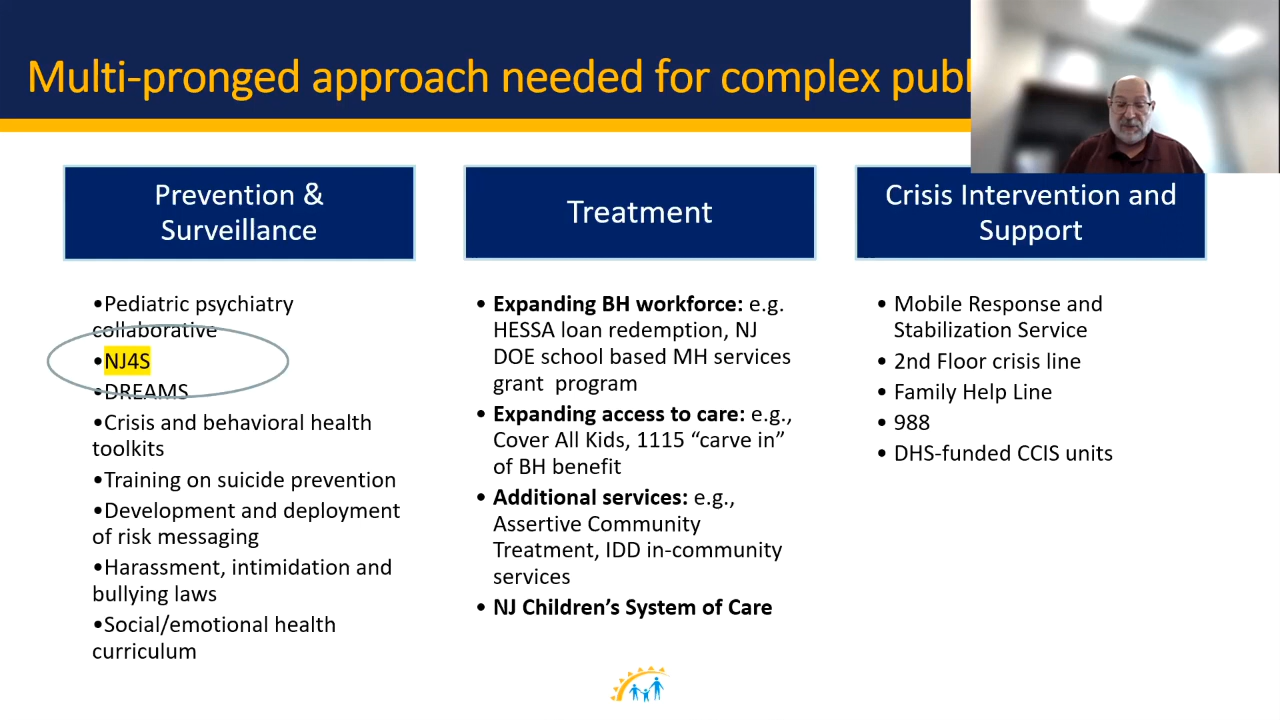 Multi-pronged approach needed for complex publ
Prevention &
Surveillance
•Pediatric psychiatry
collaborative
•NJ4S
•DREAMS
•Crisis and behavioral health
toolkits
•Training on suicide prevention
•Development and deployment
of risk messaging
•Harassment, intimidation and
bullying laws
•Social/emotional health
curriculum
Treatment
• Expanding BH workforce: e.g.
HESSA loan redemption, NJ
DOE school based MH services
grant program
• Expanding access to care: e.g.,
Cover All Kids, 1115 “carve in”
of BH benefit
• Additional services: e.g.,
Assertive Community
Treatment, IDD in-community
services
• NJ Children’s System of Care
Crisis Intervention and
Support
• Mobile Response and
Stabilization Service
• 2nd Floor crisis line
• Family Help Line
• 988
• DHS-funded CCIS units